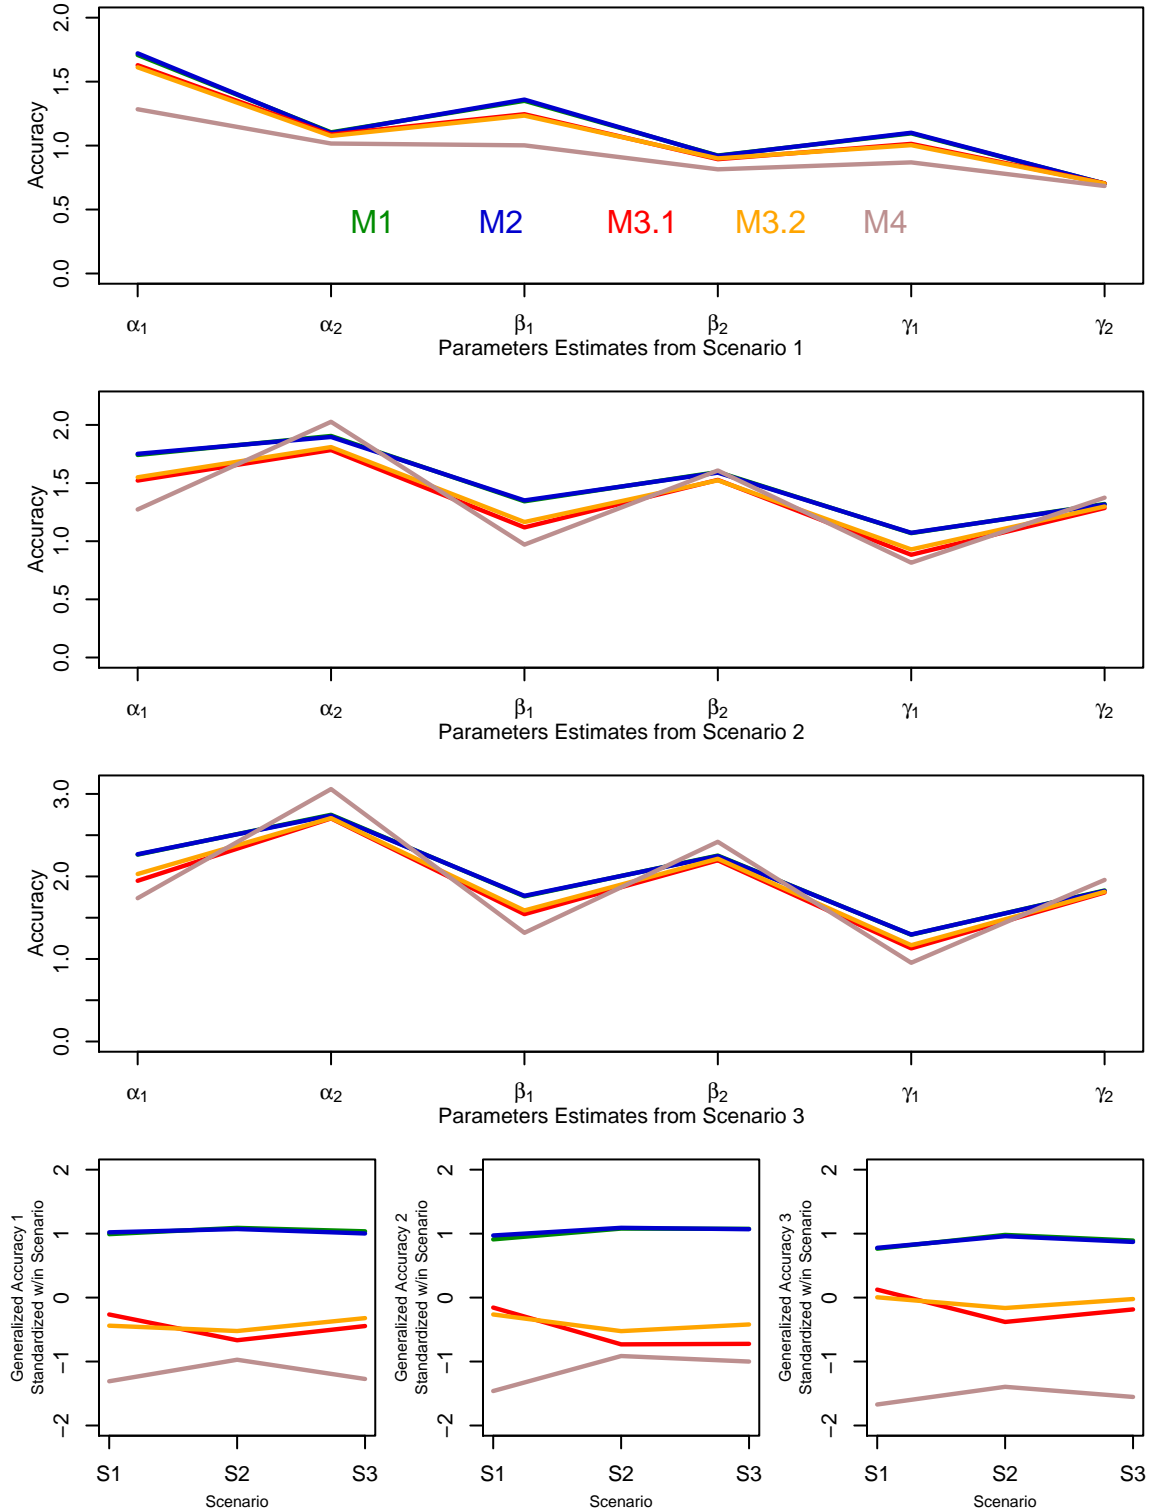 2.0
1.5
1.0
0.5
0.0
Accuracy
M1 M2 M3.1 M3.2 M4
α1 α2 β1 β2 γ1 γ2
Parameters Estimates from Scenario 1
2.0
1.5
1.0
0.5
0.0
Accuracy
α1 α2 β1 β2 γ1 γ2
Parameters Estimates from Scenario 2
3.0
2.0
1.0
0.0
Accuracy
α1 α2 β1 β2 γ1 γ2
Parameters Estimates from Scenario 3
Generalized Accuracy 1
Standardized w/in Scenario
2
1
0
−1
−2
S1 S2 S3
Scenario
Generalized Accuracy 2
Standardized w/in Scenario
2
1
0
−1
−2
S1 S2 S3
Scenario
Generalized Accuracy 3
Standardized w/in Scenario
2
1
0
−1
−2
S1 S2 S3
Scenario